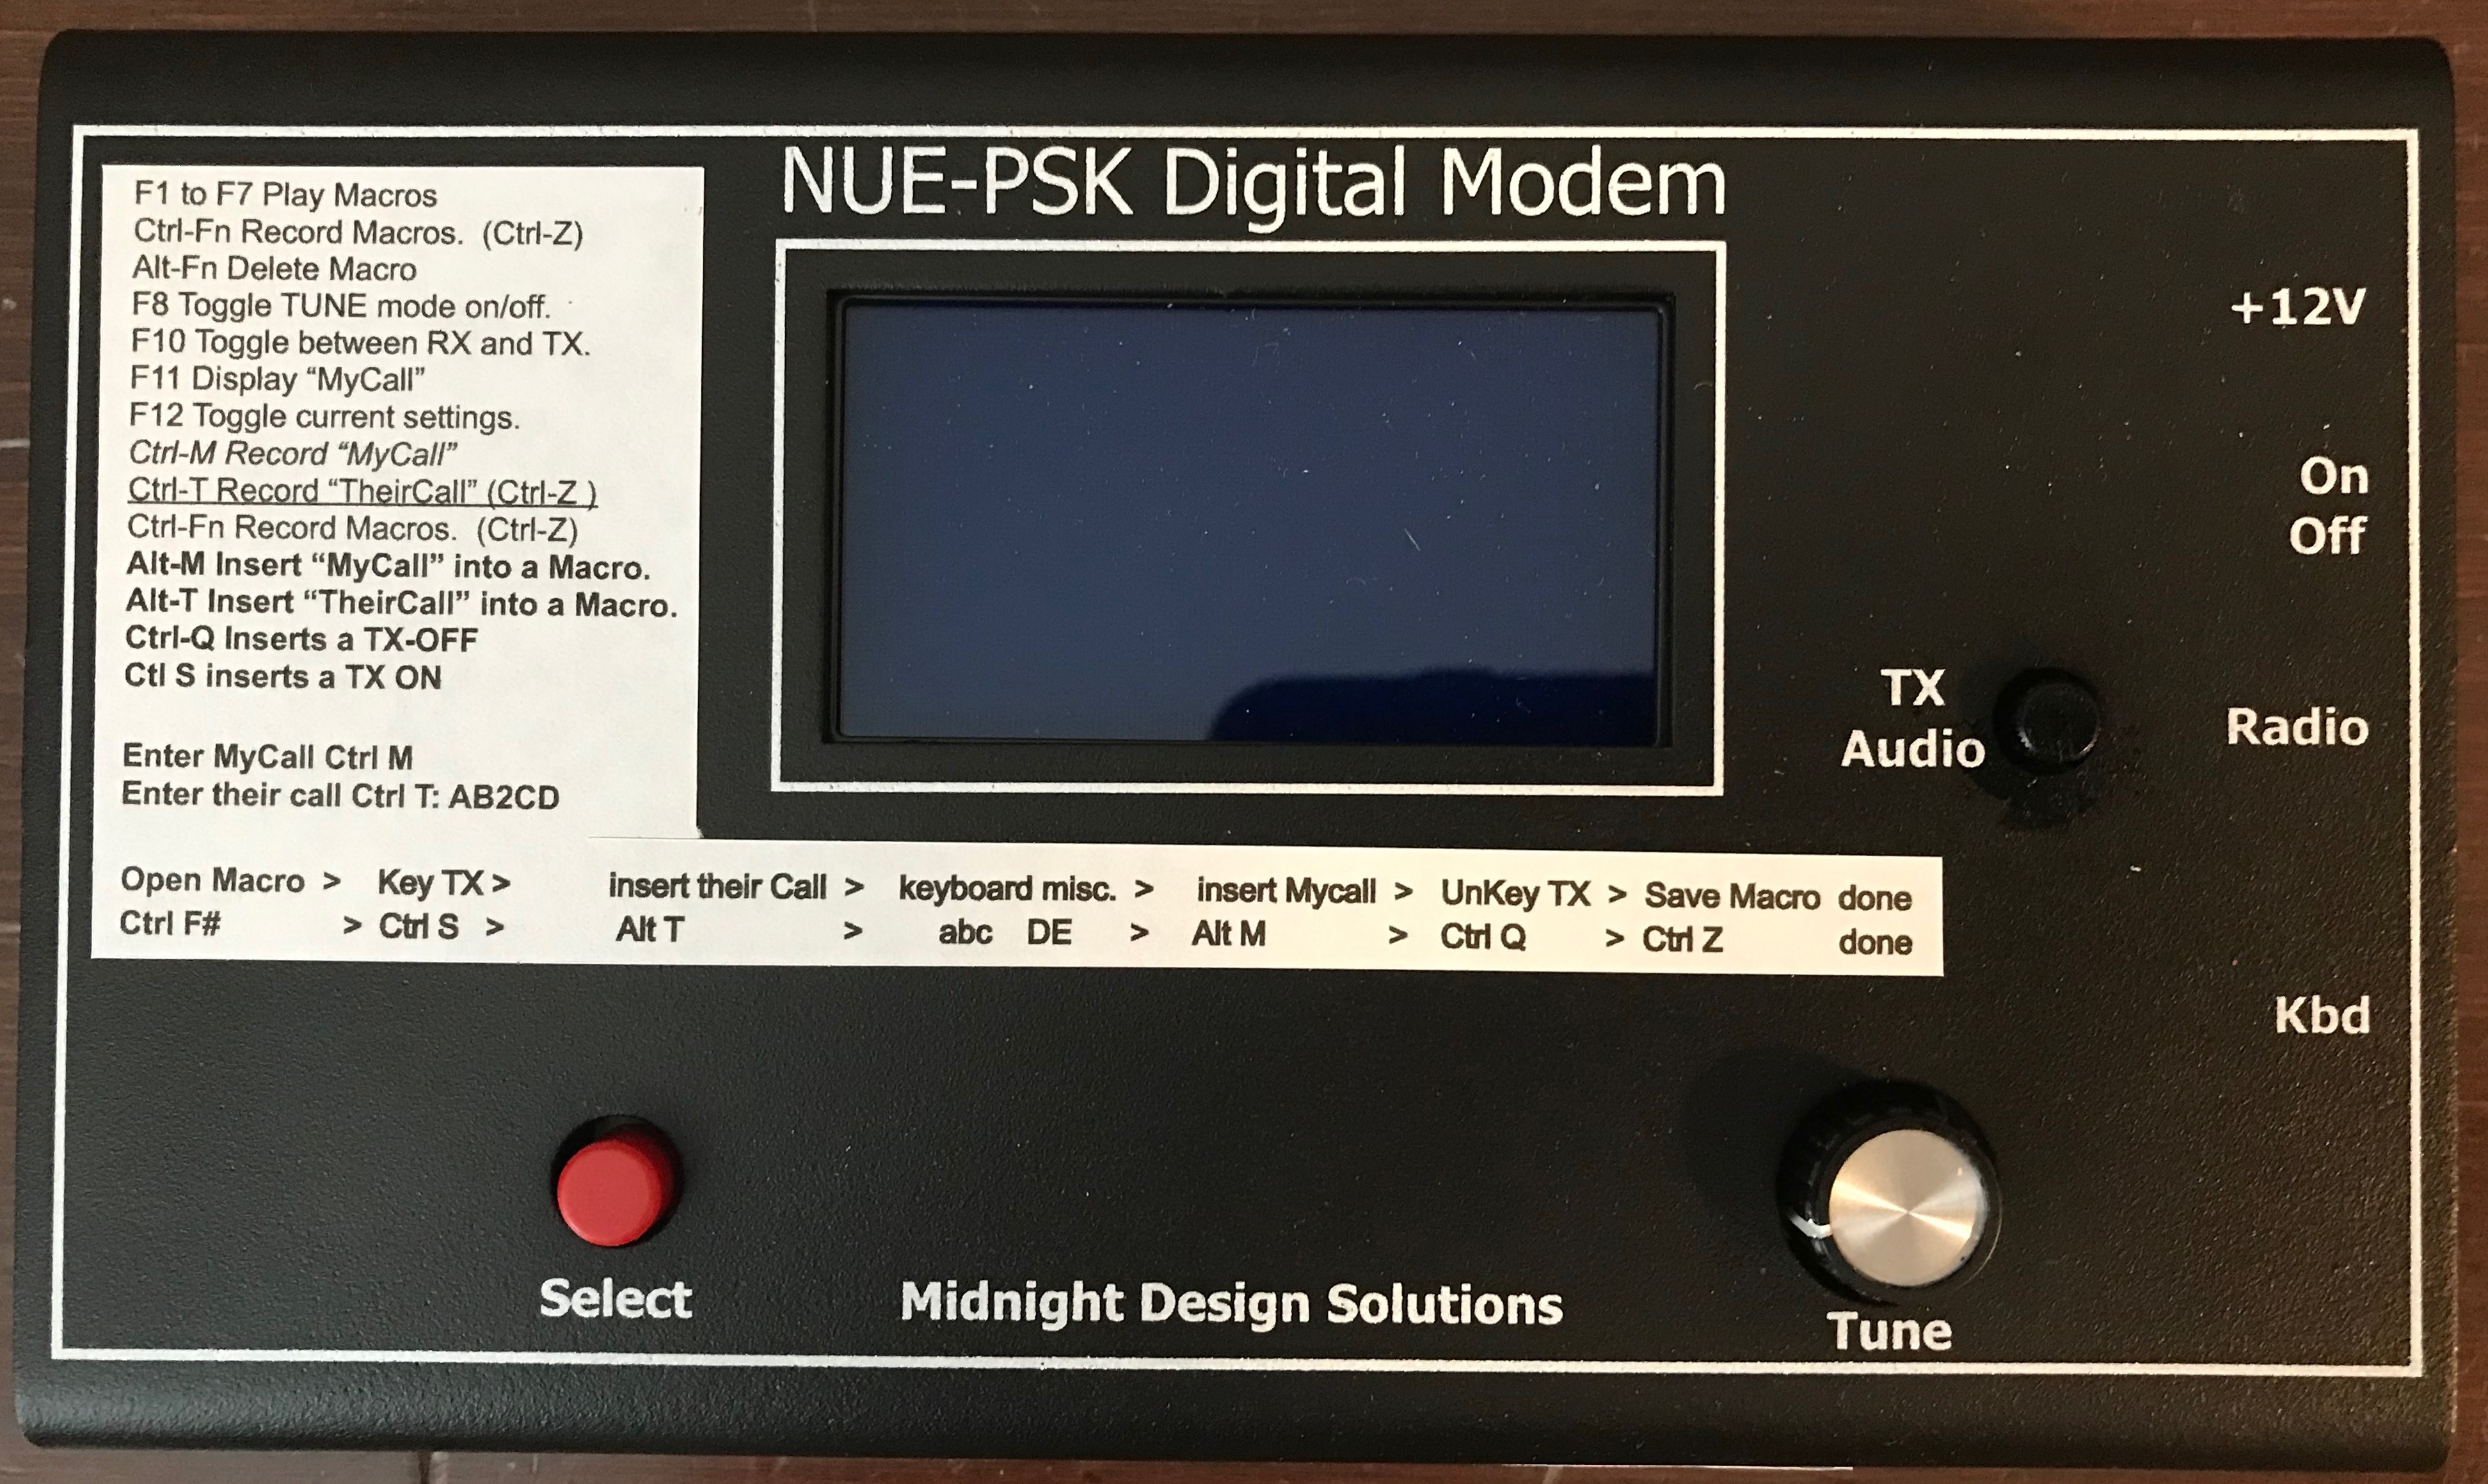 NUE-PSK Digital Modem
F1 to F7 Play Macros
Ctrl-Fn Record Macros.  (Ctrl-Z)
Alt-Fn Delete Macro
F8 Toggle TUNE mode on/off.
F10 Toggle between RX and TX.
F11 Display “MyCall”
F12 Toggle current settings.
Ctrl-M Record “MyCall”
Ctrl-T Record “TheirCall” (Ctrl-Z )
Ctrl-Fn Record Macros.  (Ctrl-Z)
Alt-M Insert “MyCall” into a Macro.
Alt-T Insert “TheirCall” into a Macro.
Ctrl-Q Inserts a TX-OFF
Ctl S inserts a TX ON
Enter MyCall Ctrl M
Enter their call Ctrl T: AB2CD
Open Macro > Key TX > insert their Call > keyboard misc. > insert Mycall > UnKey TX > Save Macro done
Ctrl F# > Ctrl S > Alt T > abc DE > Alt M > Ctrl Q > Ctrl Z done
+12V
On
Off
TX
Audio
Radio
Kbd
Select
Midnight Design Solutions
Tune